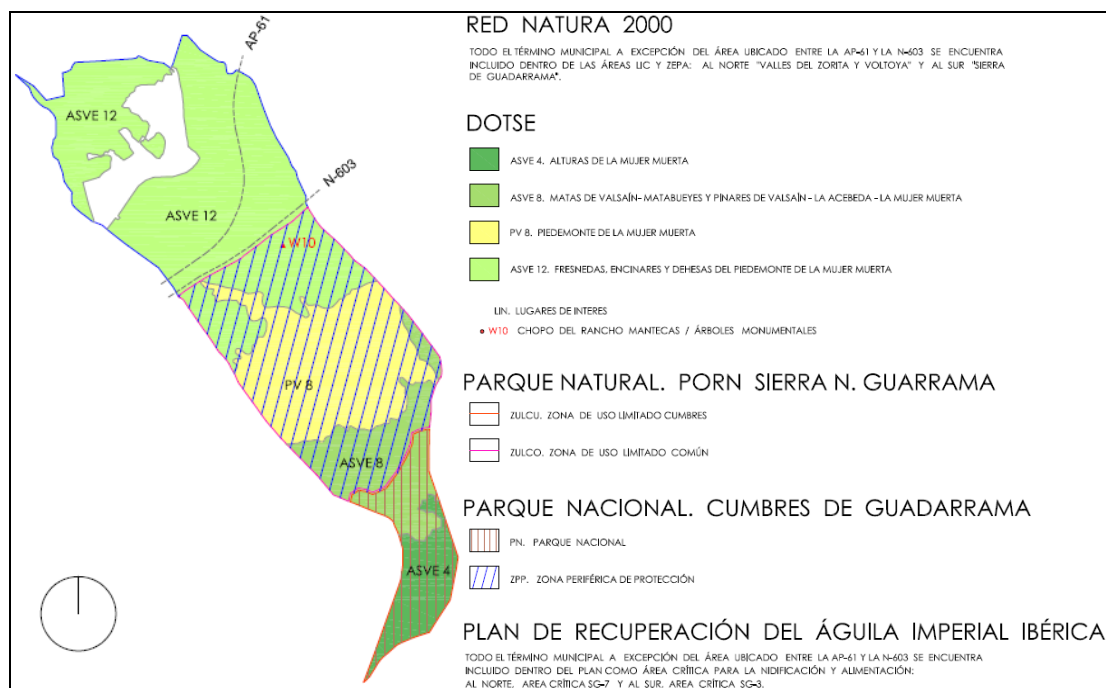 AP-61
N-603
ASVE 12
ASVE 12
W10
PV 8
ASVE 8
ASVE 4
RED NATURA 2000
TODO EL TÉRMINO MUNICIPAL A EXCEPCIÓN DEL ÁREA UBICADO ENTRE LA AP-61 Y LA N-603 SE ENCUENTRA
INCLUIDO DENTRO DE LAS ÁREAS LIC Y ZEPA: AL NORTE "VALLES DEL ZORITA Y VOLTOYA" Y AL SUR "SIERRA
DE GUADARRAMA".
DOTSE
ASVE 4. ALTURAS DE LA MUJER MUERTA
ASVE 8. MATAS DE VALSAÍN- MATABUEYES Y PINARES DE VALSAÍN - LA ACEBEDA - LA MUJER MUERTA
PV 8. PIEDEMONTE DE LA MUJER MUERTA
ASVE 12. FRESNEDAS, ENCINARES Y DEHESAS DEL PIEDEMONTE DE LA MUJER MUERTA
LIN. LUGARES DE INTERES
W10 CHOPO DEL RANCHO MANTECAS / ÁRBOLES MONUMENTALES
PARQUE NATURAL. PORN SIERRA N. GUARRAMA
ZULCU. ZONA DE USO LIMITADO CUMBRES
ZULCO. ZONA DE USO LIMITADO COMÚN
PARQUE NACIONAL. CUMBRES DE GUADARRAMA
PN. PARQUE NACIONAL
ZPP. ZONA PERIFÉRICA DE PROTECCIÓN
PLAN DE RECUPERACIÓN DEL ÁGUILA IMPERIAL IBÉRICA
TODO EL TÉRMINO MUNICIPAL A EXCEPCIÓN DEL ÁREA UBICADO ENTRE LA AP-61 Y LA N-603 SE ENCUENTRA
INCLUIDO DENTRO DEL PLAN COMO ÁREA CRÍTICA PARA LA NIDIFICACIÓN Y ALIMENTACIÓN:
AL NORTE, AREA CRÍTICA SG-7 Y AL SUR, AREA CRÍTICA SG-3.